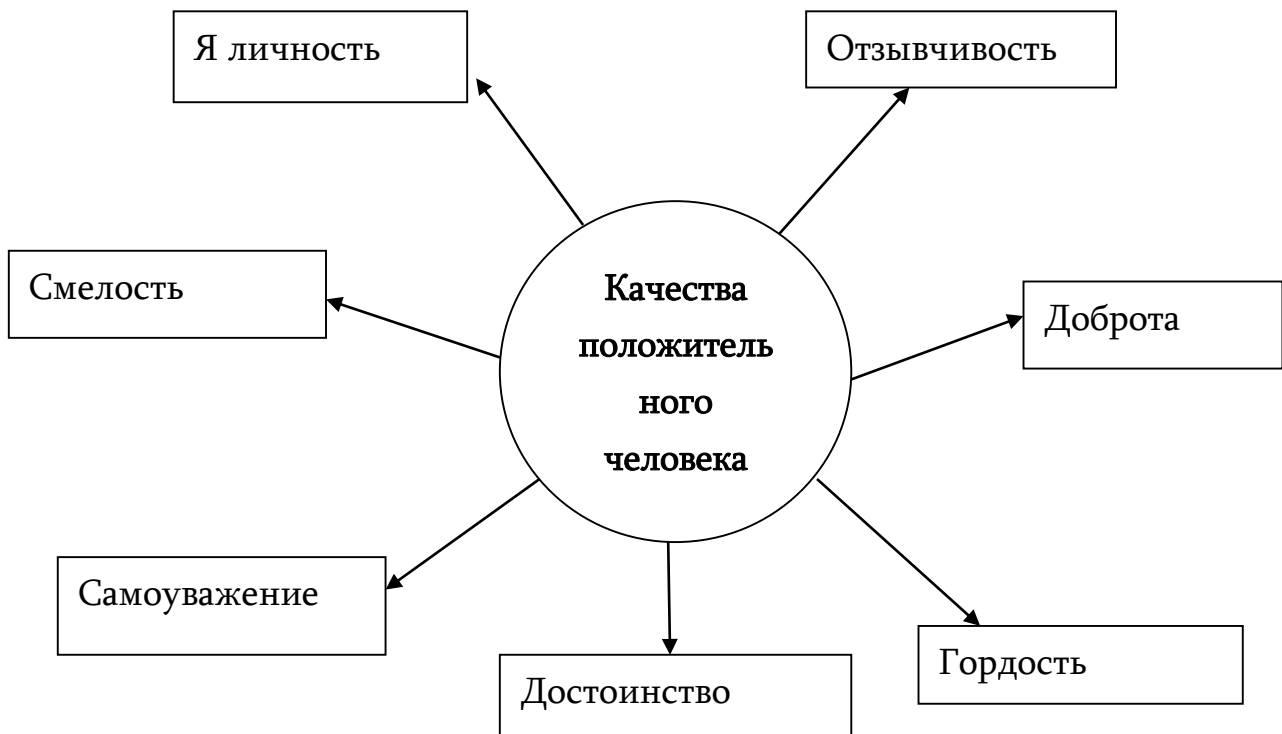 Я личность
Отзывчивость
Смелость
Качества
положитель
ного
человека
Доброта
Самоуважение
Достоинство
Гордость